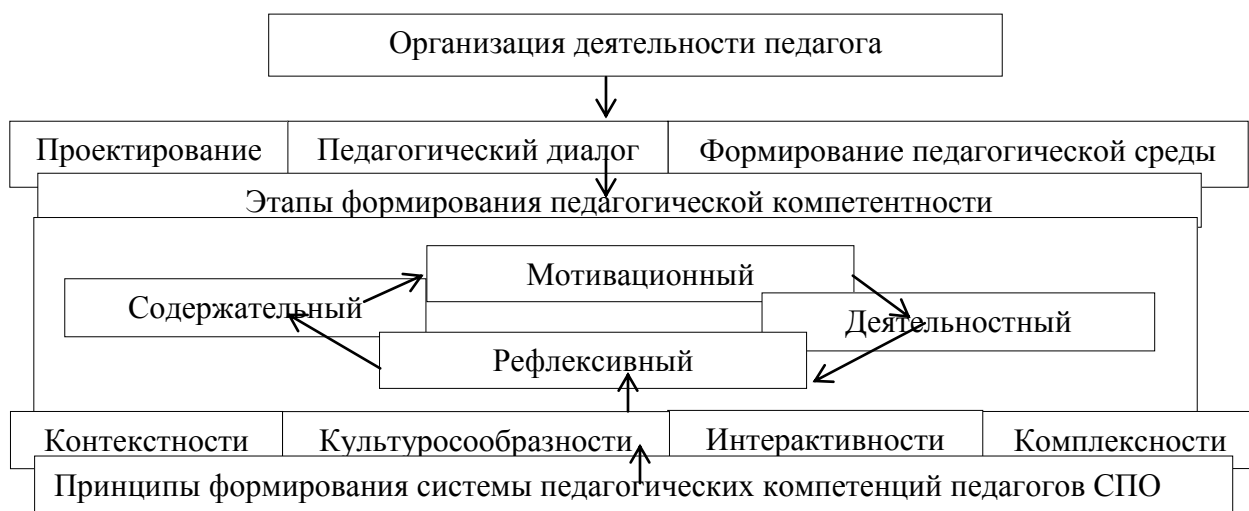 Организация деятельности педагога
Проектирование
Педагогический диалог
Формирование педагогической среды
Этапы формирования педагогической компетентности
Мотивационный
Содержательный
Деятельностный
Рефлексивный
Контекстности
Культуросообразности
Интерактивности
Комплексности
Принципы формирования системы педагогических компетенций педагогов СПО